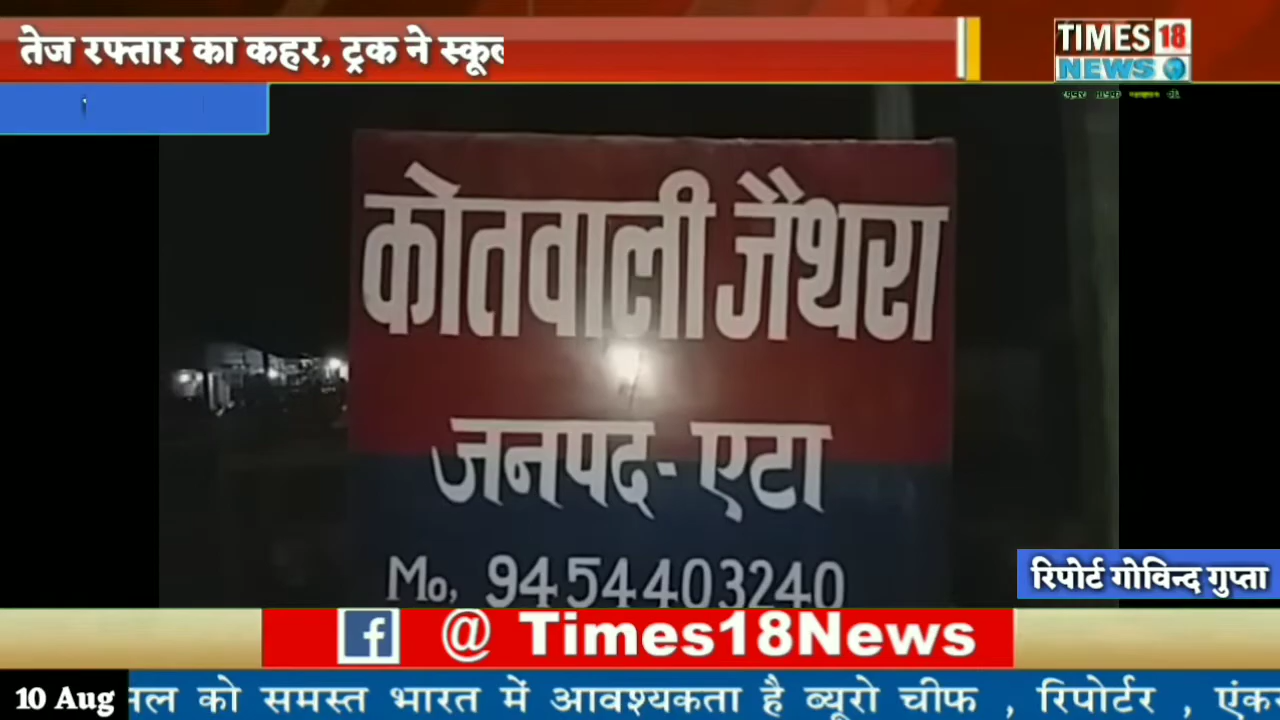 तेज रफ्तार का कहर, ट्रक ने
TIMES 18
NEWS
कोतवाली जैथरा
जनपद- एटा
Mo, 9454403240
रिपोर्ट गोविन्द गुप्ता
@ Times18News
10 Aug
को समस्त भारत में आवश्यकता है ब्यूरो चीफ , रिपोर्टर ,